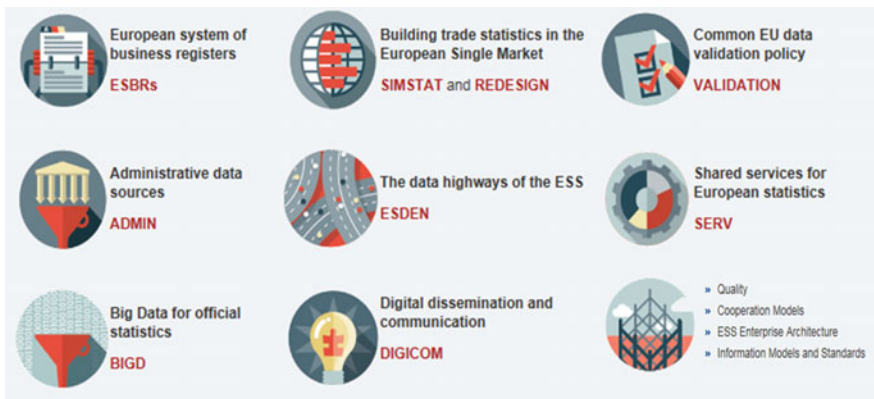 European system of
business registers
ESBRs
Building trade statistics in the
European Single Market
SIMSTAT and REDESIGN
Common EU data
validation policy
VALIDATION
Administrative data
sources
ADMIN
The data highways of the ESS
ESDEN
Shared services for
European statistics
SERV
Big Data for official
statistics
BIGD
Digital dissemination and
communication
DIGICOM
» Quality
» Cooperation Models
» ESS Enterprise Architecture
» Information Models and Standards